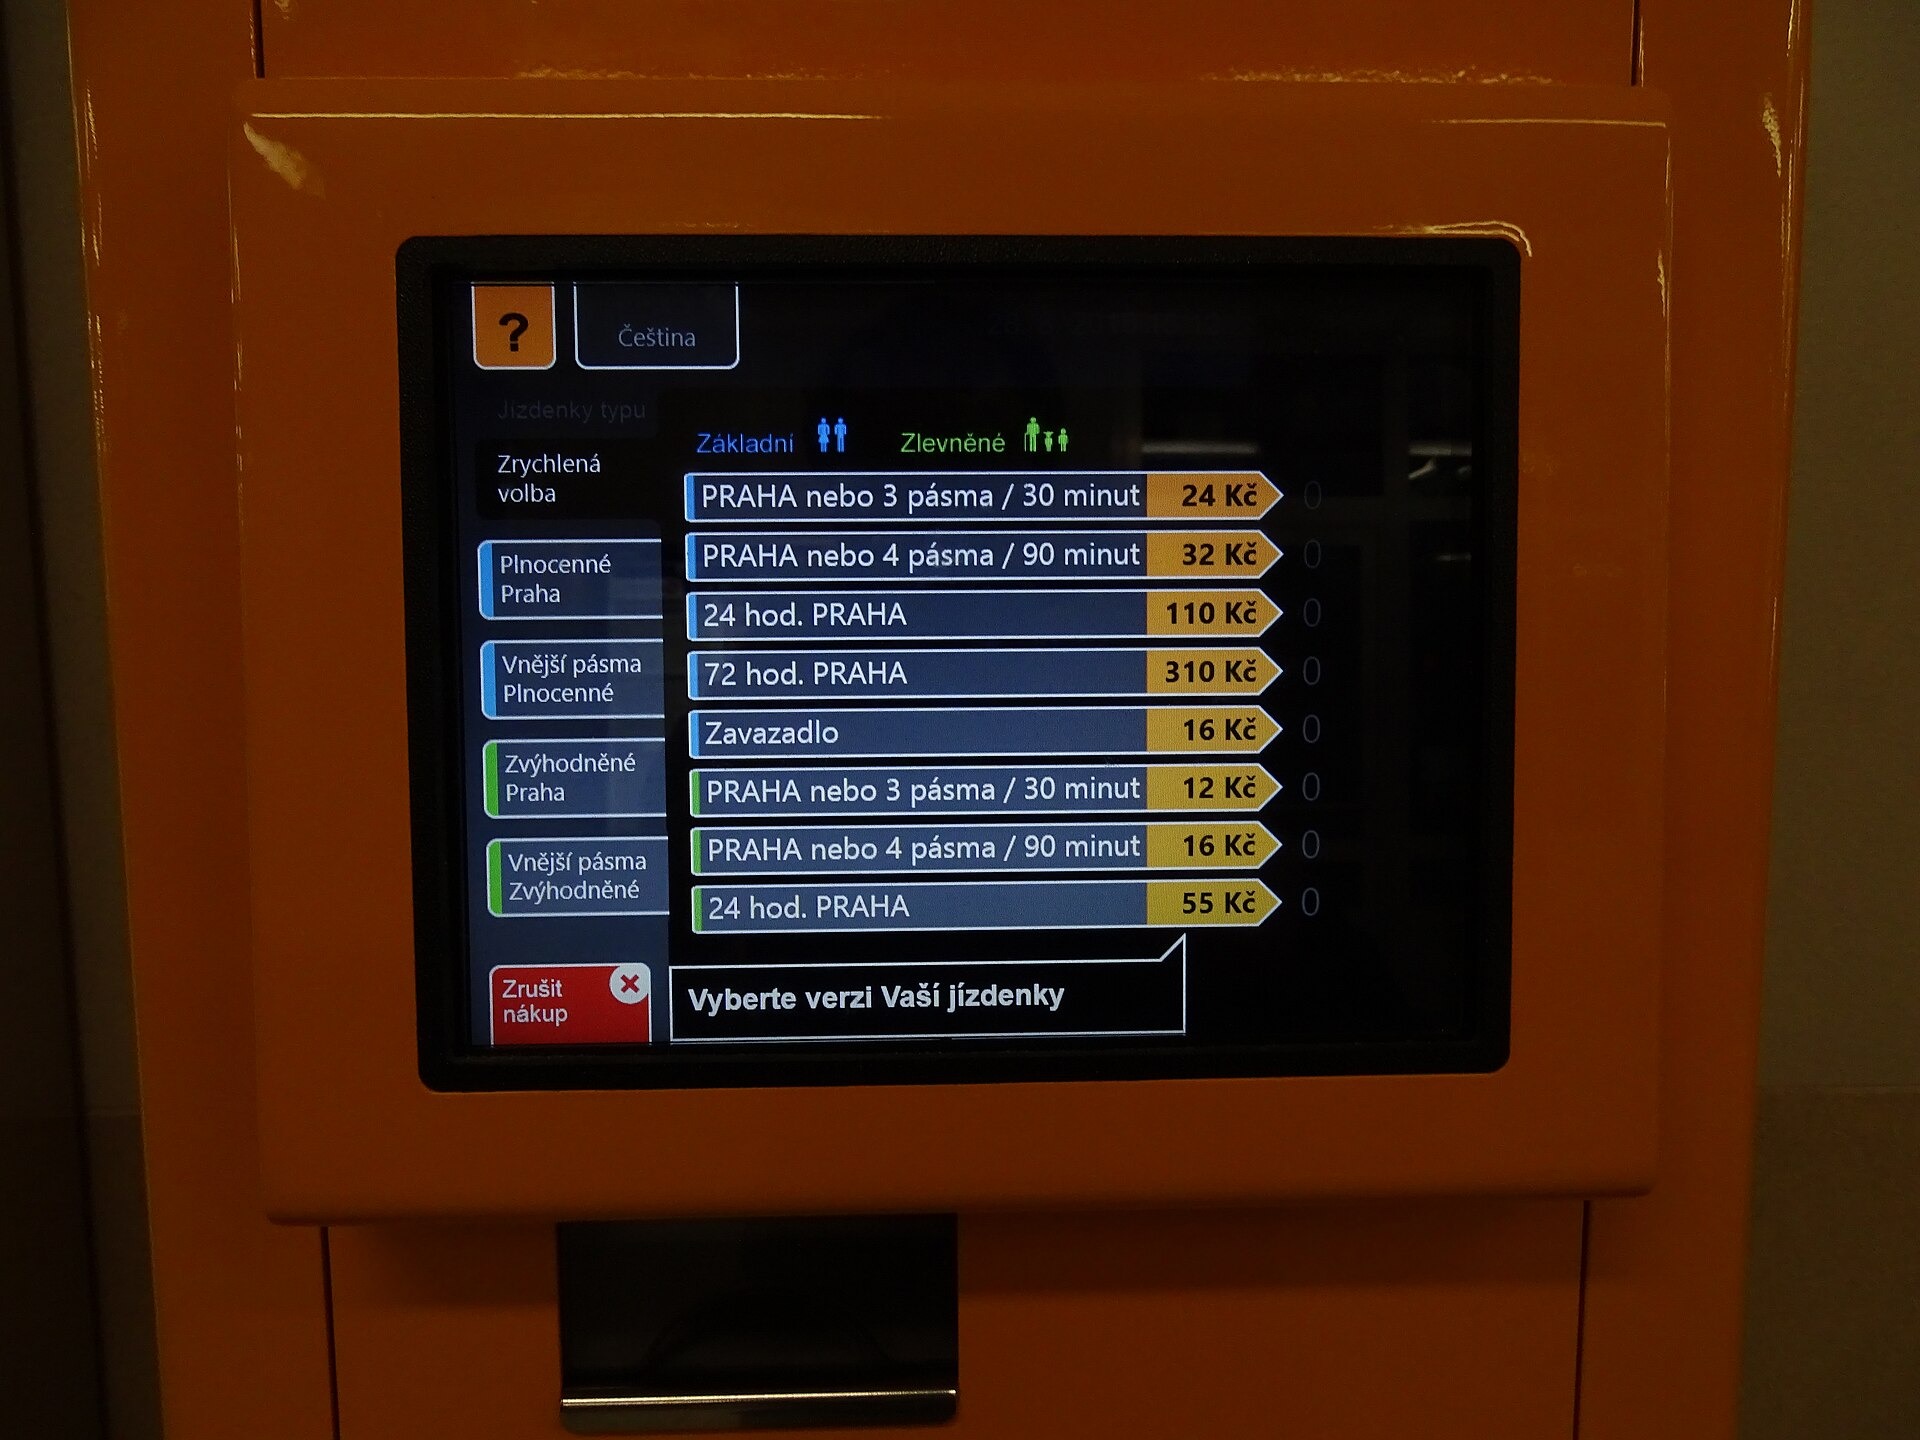 ?
Čeština
Jízdenky typu
Základní
Zlevněné
Zrychlená
volba
Plnocenné
Praha
Vnější pásma
Plnocenné
Zvýhodněné
Praha
Vnější pásma
Zvýhodněné
PRAHA nebo 3 pásma / 30 minut 24 Kč 0
PRAHA nebo 4 pásma / 90 minut 32 Kč 0
24 hod. PRAHA 110 Kč 0
72 hod. PRAHA 310 Kč 0
Zavazadlo 16 Kč 0
PRAHA nebo 3 pásma / 30 minut 12 Kč 0
PRAHA nebo 4 pásma / 90 minut 16 Kč 0
24 hod. PRAHA 55 Kč 0
Zrušit
nákup
Vyberte verzi Vaší jízdenky